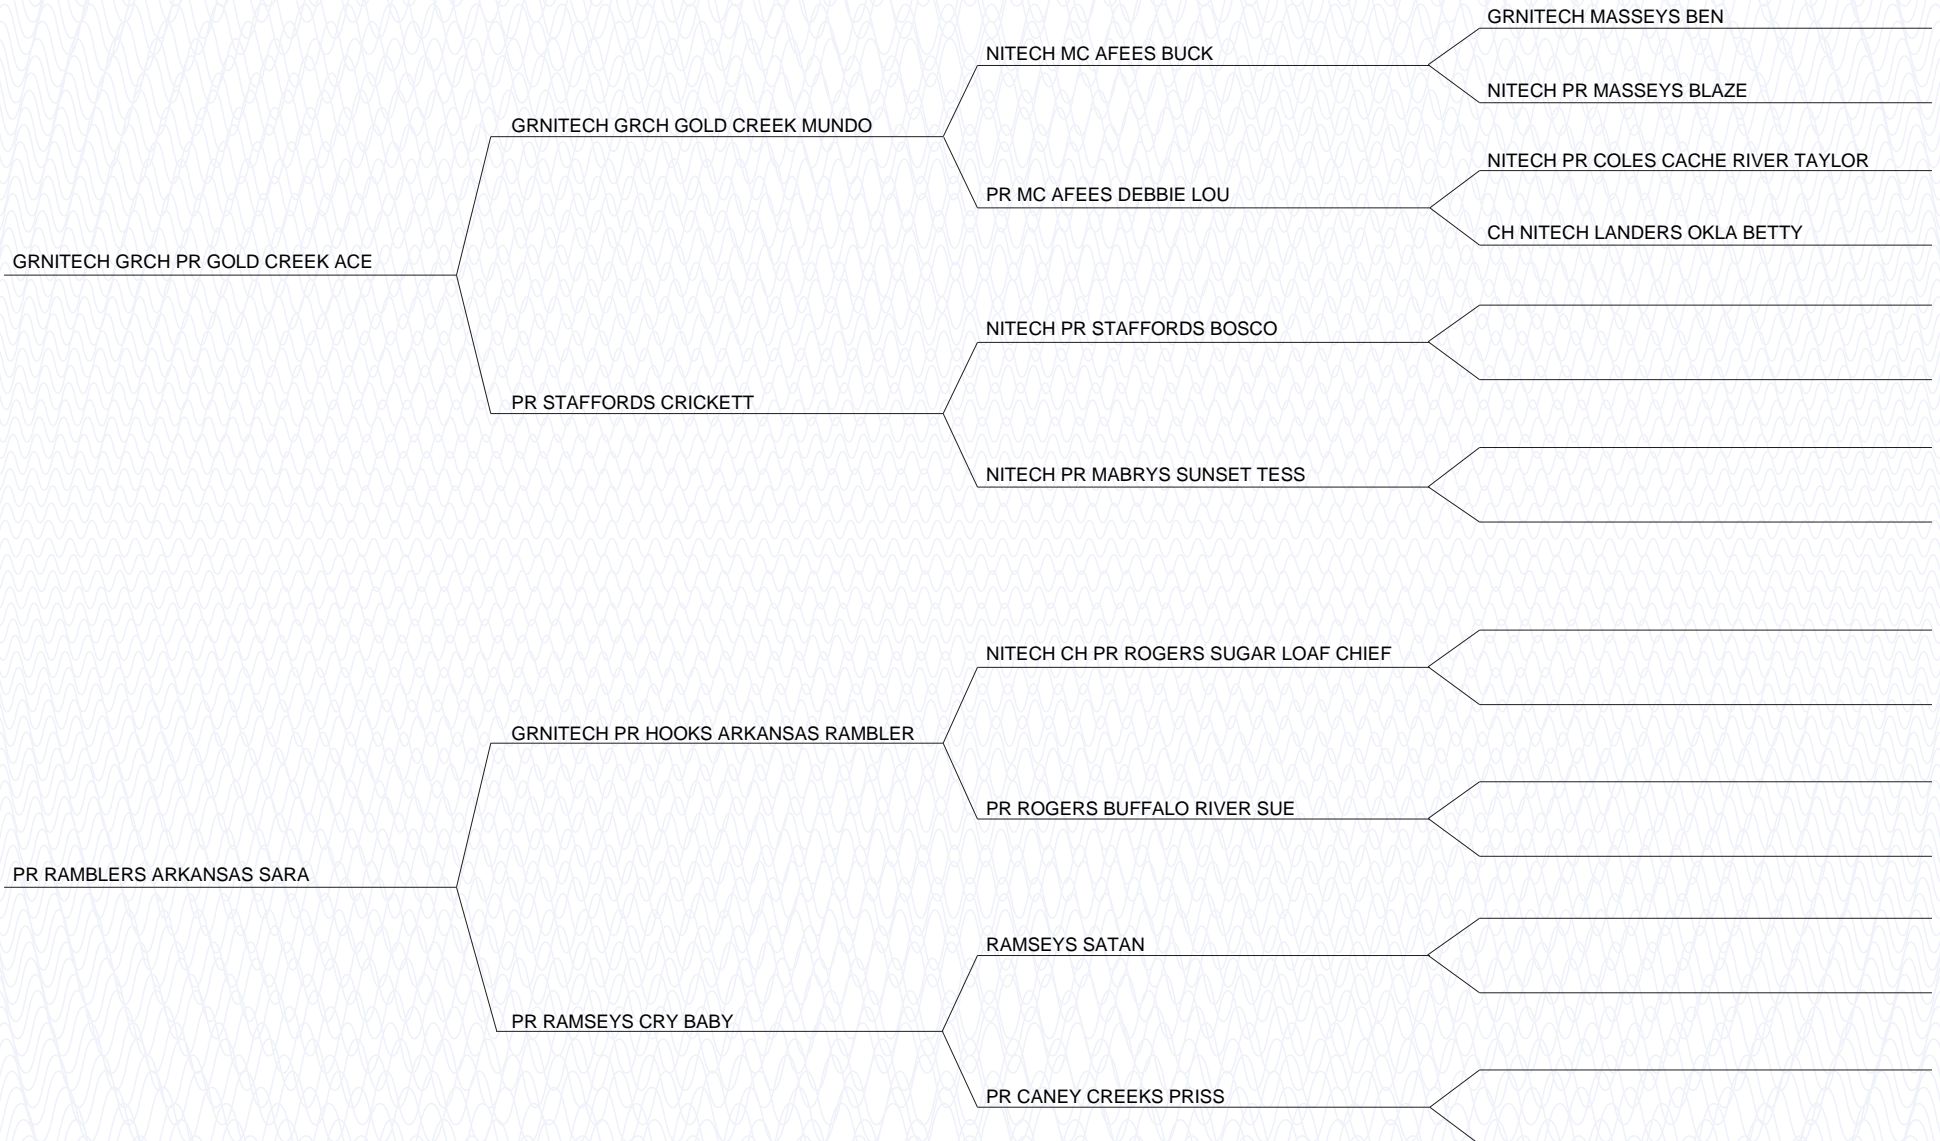 GRNITECH MASSEYS BEN
NITECH MC AFEES BUCK
NITECH PR MASSEYS BLAZE
GRNITECH GRCH GOLD CREEK MUNDO
NITECH PR COLES CACHE RIVER TAYLOR
PR MC AFEES DEBBIE LOU
CH NITECH LANDERS OKLA BETTY
GRNITECH GRCH PR GOLD CREEK ACE
NITECH PR STAFFORDS BOSCO
PR STAFFORDS CRICKETT
NITECH PR MABRYS SUNSET TESS
NITECH CH PR ROGERS SUGAR LOAF CHIEF
GRNITECH PR HOOKS ARKANSAS RAMBLER
PR ROGERS BUFFALO RIVER SUE
PR RAMBLERS ARKANSAS SARA
RAMSEYS SATAN
PR RAMSEYS CRY BABY
PR CANEY CREEKS PRISS